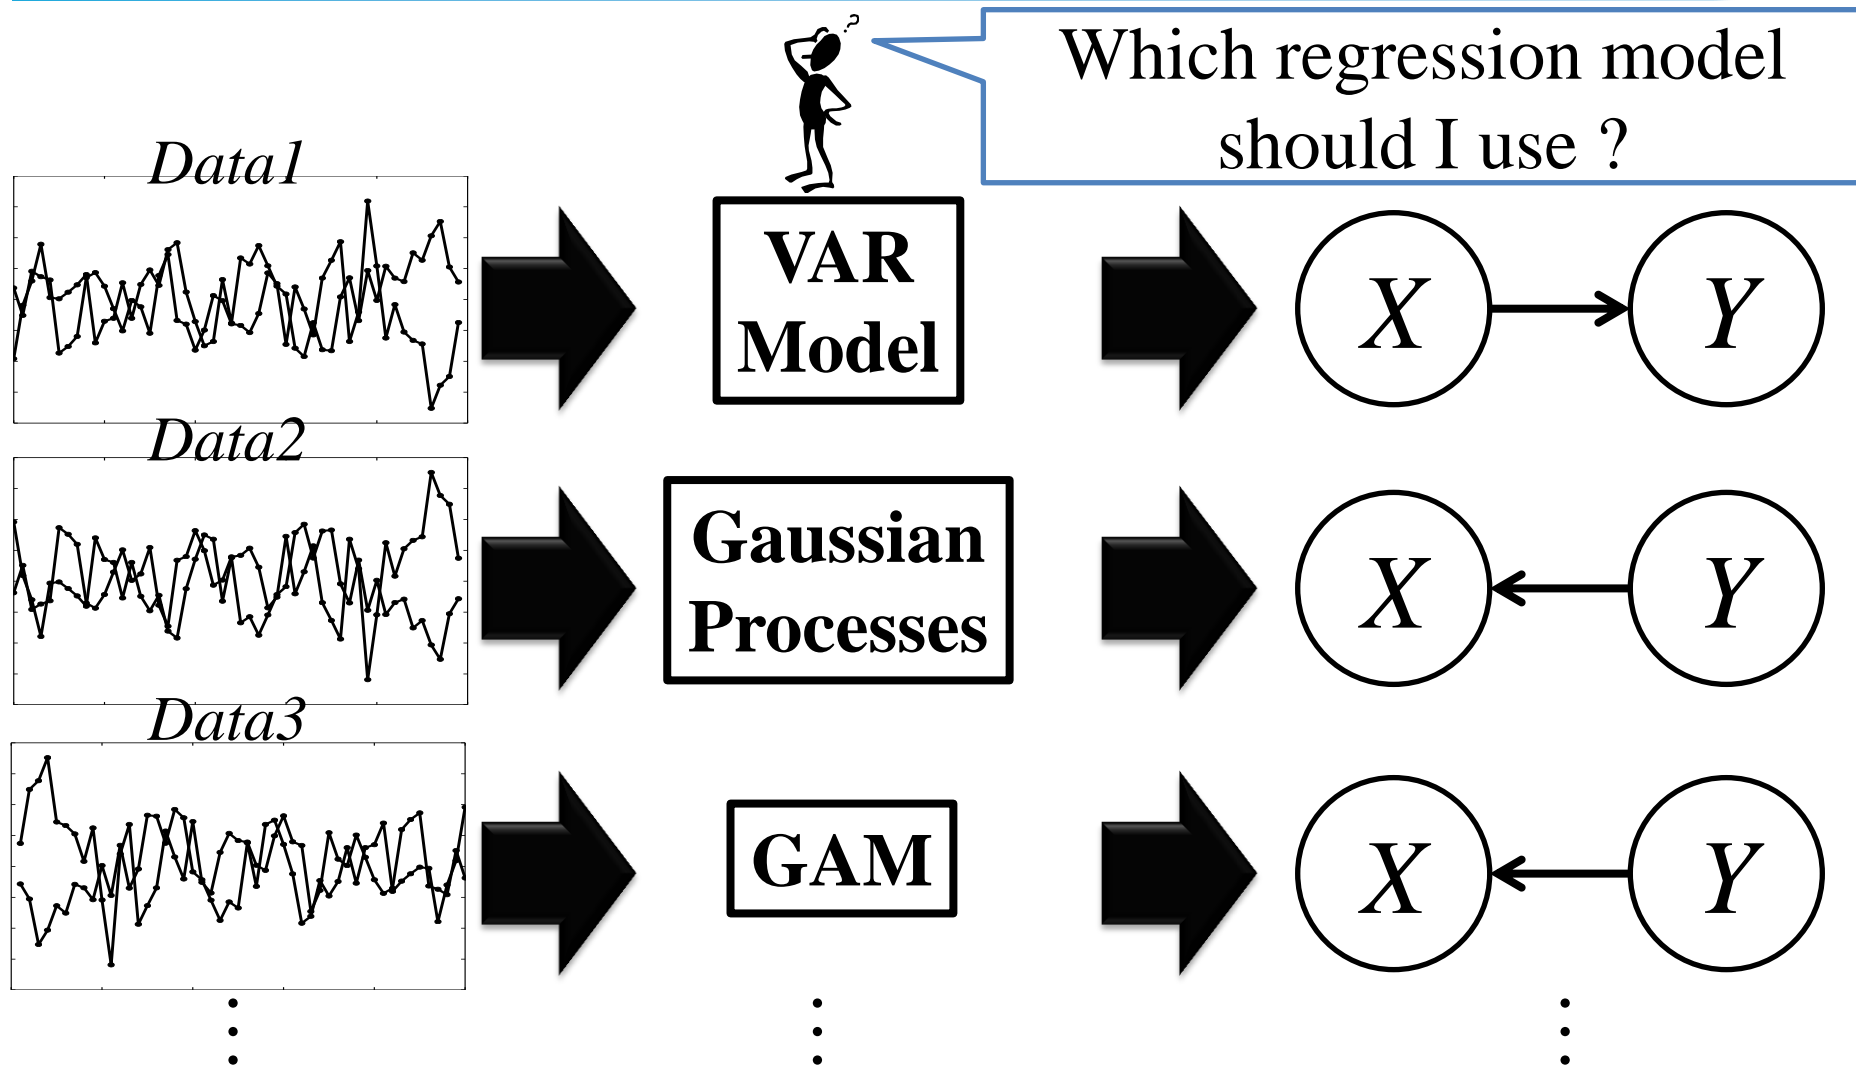 ?
Which regression model
should I use ?
Data1
VAR
Model
X
Y
Data2
Gaussian
Processes
X
Y
Data3
GAM
X
Y